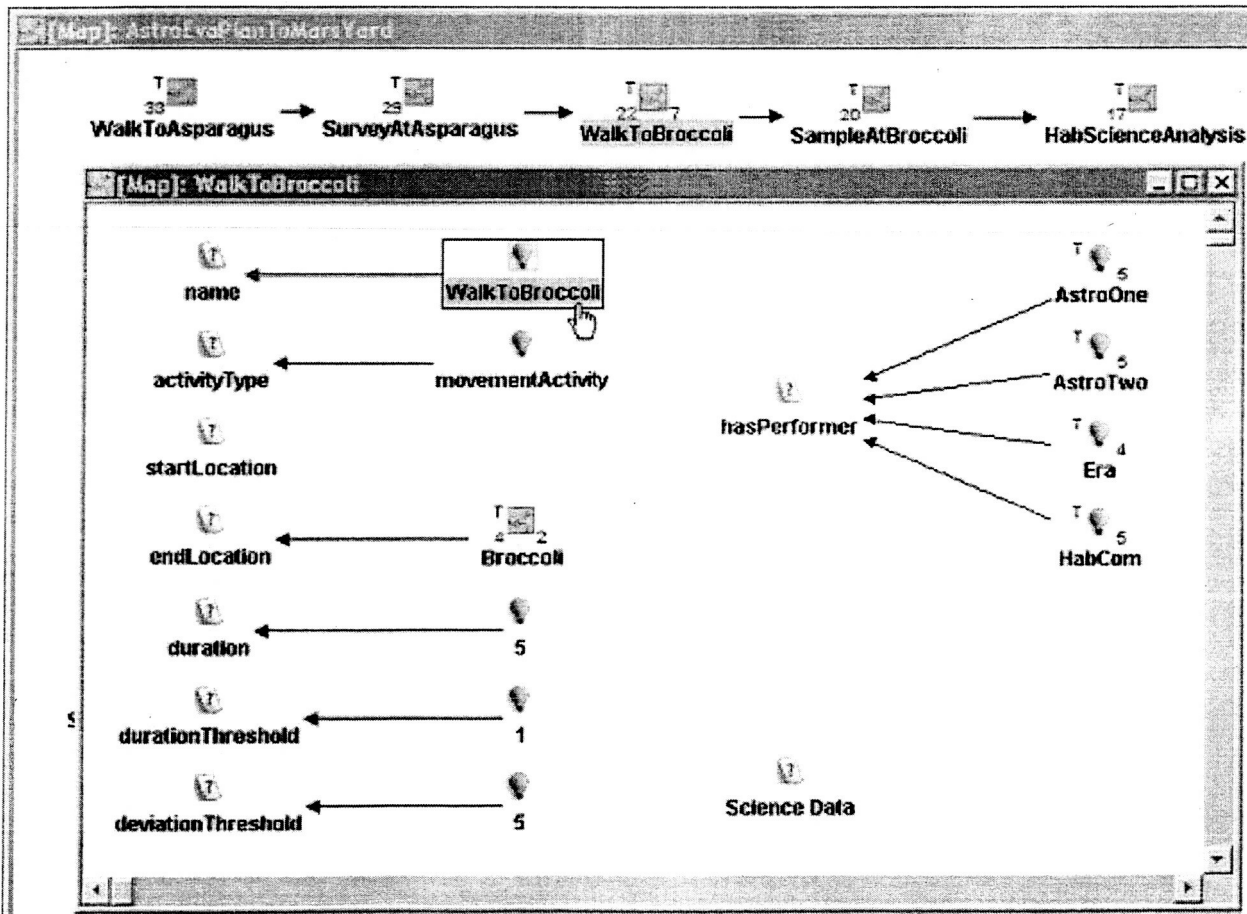 [Map]: AstroEvaPlanToMarsYard
T T T T T
33 29 22 7 20 17
WalkToAsparagus SurveyAtAsparagus WalkToBroccoli SampleAtBroccoli HabScienceAnalysis
[Map]: WalkToBroccoli
name WalkToBroccoli
T 5
AstroOne
activityType movementActivity
T 5
AstroTwo
hasPerformer
startLocation
T 4
Era
endLocation
T 4 2
Broccoli
T 5
HabCom
duration 5
durationThreshold 1
Science Data
deviationThreshold 5